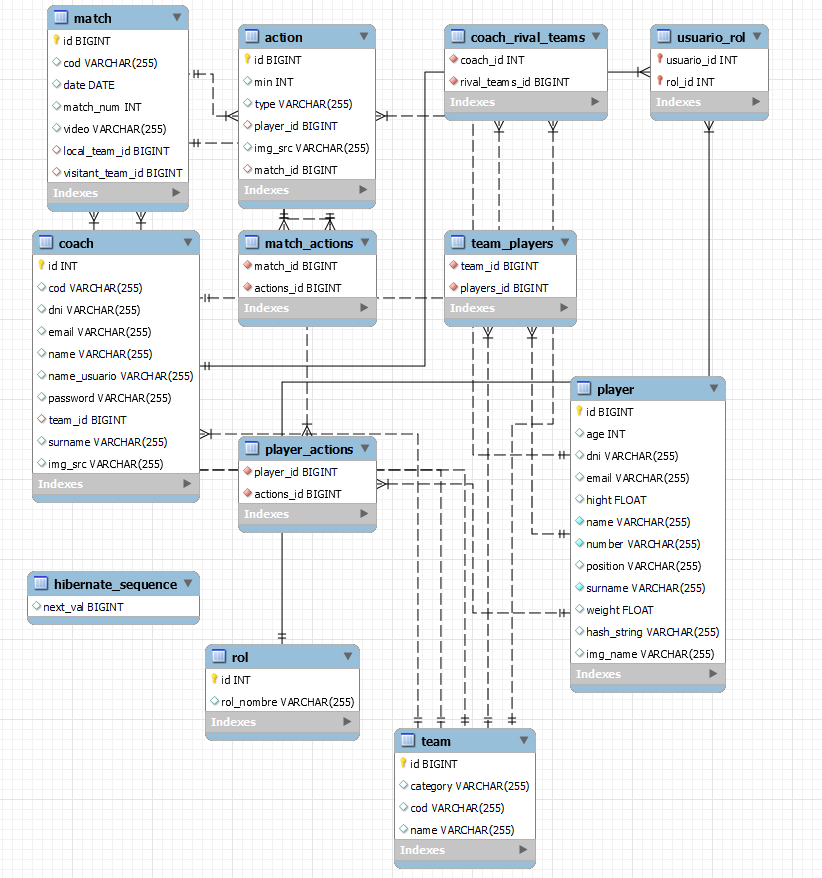 match
id BIGINT
cod VARCHAR(255)
date DATE
match_num INT
video VARCHAR(255)
local_team_id BIGINT
visitant_team_id BIGINT
Indexes
action
id BIGINT
min INT
type VARCHAR(255)
player_id BIGINT
img_src VARCHAR(255)
match_id BIGINT
Indexes
coach_rival_teams
coach_id INT
rival_teams_id BIGINT
Indexes
usuario_rol
usuario_id INT
rol_id INT
Indexes
coach
id INT
cod VARCHAR(255)
dni VARCHAR(255)
email VARCHAR(255)
name VARCHAR(255)
name_usuario VARCHAR(255)
password VARCHAR(255)
team_id BIGINT
surname VARCHAR(255)
img_src VARCHAR(255)
Indexes
match_actions
match_id BIGINT
actions_id BIGINT
Indexes
team_players
team_id BIGINT
players_id BIGINT
Indexes
player
id BIGINT
age INT
dni VARCHAR(255)
email VARCHAR(255)
hight FLOAT
name VARCHAR(255)
number VARCHAR(255)
position VARCHAR(255)
surname VARCHAR(255)
weight FLOAT
hash_string VARCHAR(255)
img_name VARCHAR(255)
Indexes
player_actions
player_id BIGINT
actions_id BIGINT
Indexes
hibernate_sequence
next_val BIGINT
rol
id INT
rol_nombre VARCHAR(255)
Indexes
team
id BIGINT
category VARCHAR(255)
cod VARCHAR(255)
name VARCHAR(255)
Indexes